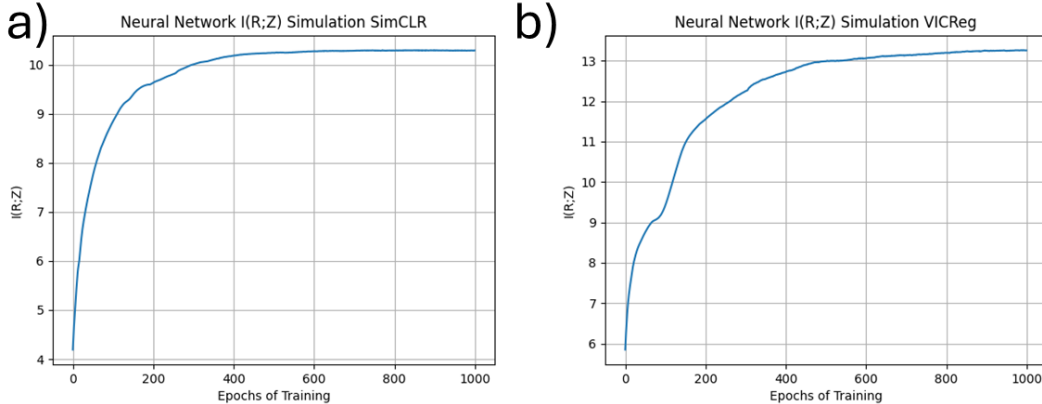 a)
Neural Network I(R;Z) Simulation SimCLR
10
9
8
7
6
5
4
I(R;Z)
0 200 400 600 800 1000
Epochs of Training
b)
Neural Network I(R;Z) Simulation VICReg
13
12
11
10
9
8
7
6
I(R;Z)
0 200 400 600 800 1000
Epochs of Training